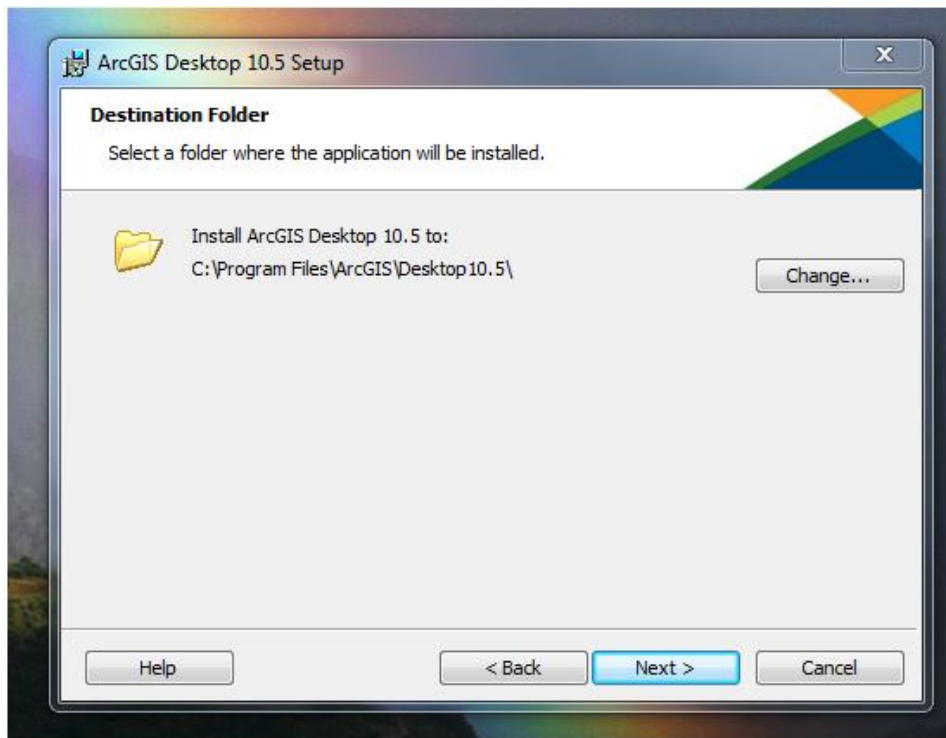 ArcGIS Desktop 10.5 Setup
X
Destination Folder
Select a folder where the application will be installed.
Install ArcGIS Desktop 10.5 to:
C:\Program Files\ArcGIS\Desktop10.5\
Change...
Help
< Back
Next >
Cancel